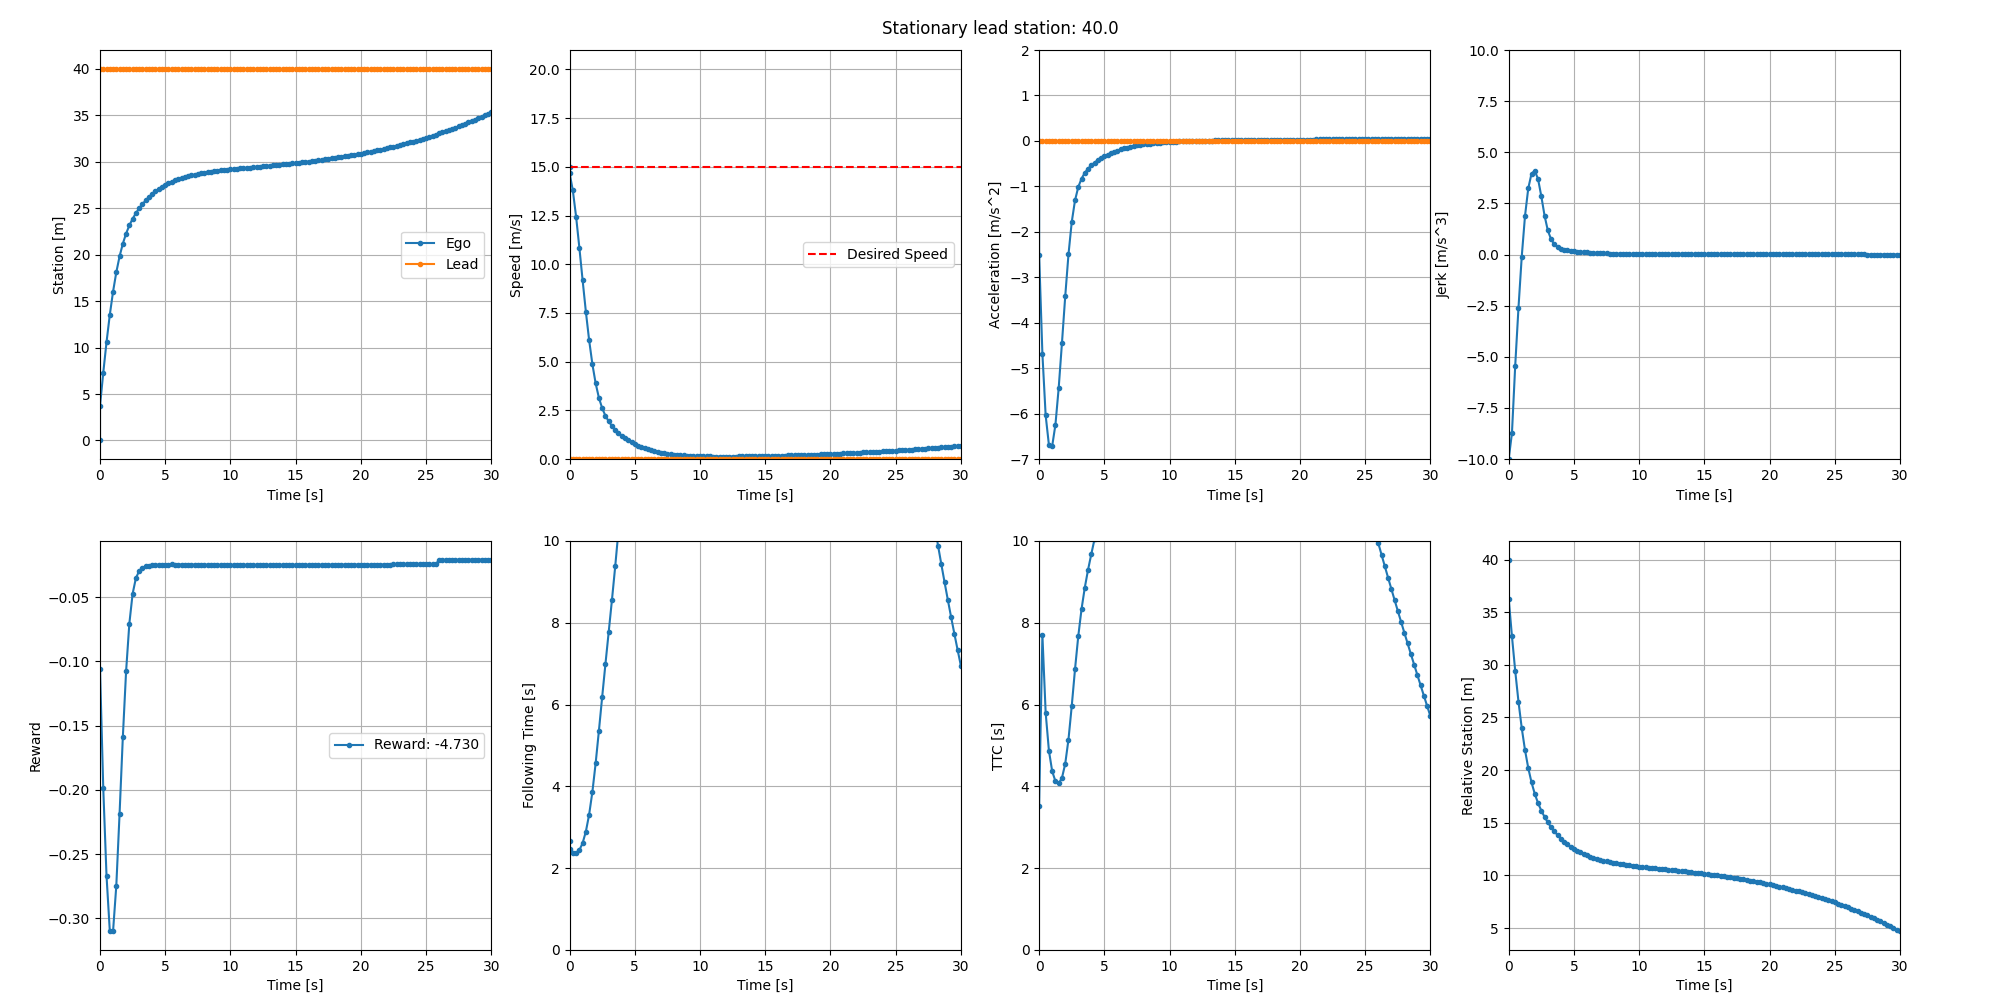 Stationary lead station: 40.0
Station [m]
40
35
30
25
20
15
10
5
0
Ego
Lead
0 5 10 15 20 25 30
Time [s]
Speed [m/s]
20.0
17.5
15.0
12.5
10.0
7.5
5.0
2.5
0.0
Desired Speed
0 5 10 15 20 25 30
Time [s]
Acceleration [m/s^2]
2
1
0
−1
−2
−3
−4
−5
−6
−7
0 5 10 15 20 25 30
Time [s]
Jerk [m/s^3]
10.0
7.5
5.0
2.5
0.0
−2.5
−5.0
−7.5
−10.0
0 5 10 15 20 25 30
Time [s]
Reward
−0.05
−0.10
−0.15
−0.20
−0.25
−0.30
Reward: -4.730
0 5 10 15 20 25 30
Time [s]
Following Time [s]
10
8
6
4
2
0
0 5 10 15 20 25 30
Time [s]
TTC [s]
10
8
6
4
2
0
0 5 10 15 20 25 30
Time [s]
Relative Station [m]
40
35
30
25
20
15
10
5
0 5 10 15 20 25 30
Time [s]